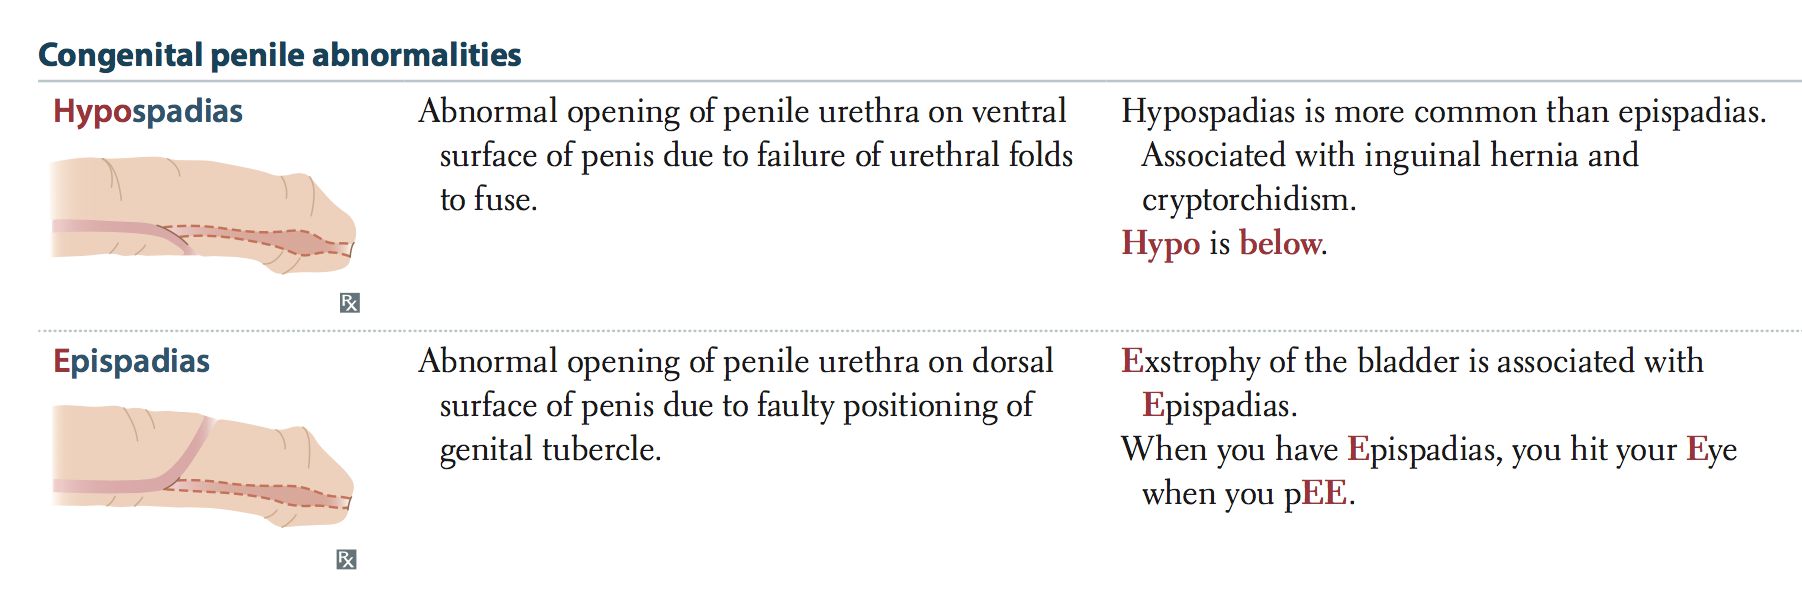 Congenital penile abnormalities
Hypospadias
Abnormal opening of penile urethra on ventral
surface of penis due to failure of urethral folds
to fuse.
Hypospadias is more common than epispadias.
Associated with inguinal hernia and
cryptorchidism.
Hypo is below.
Rx
Epispadias
Abnormal opening of penile urethra on dorsal
surface of penis due to faulty positioning of
genital tubercle.
Exstrophy of the bladder is associated with
Epispadias.
When you have Epispadias, you hit your Eye
when you pEE.
Rx